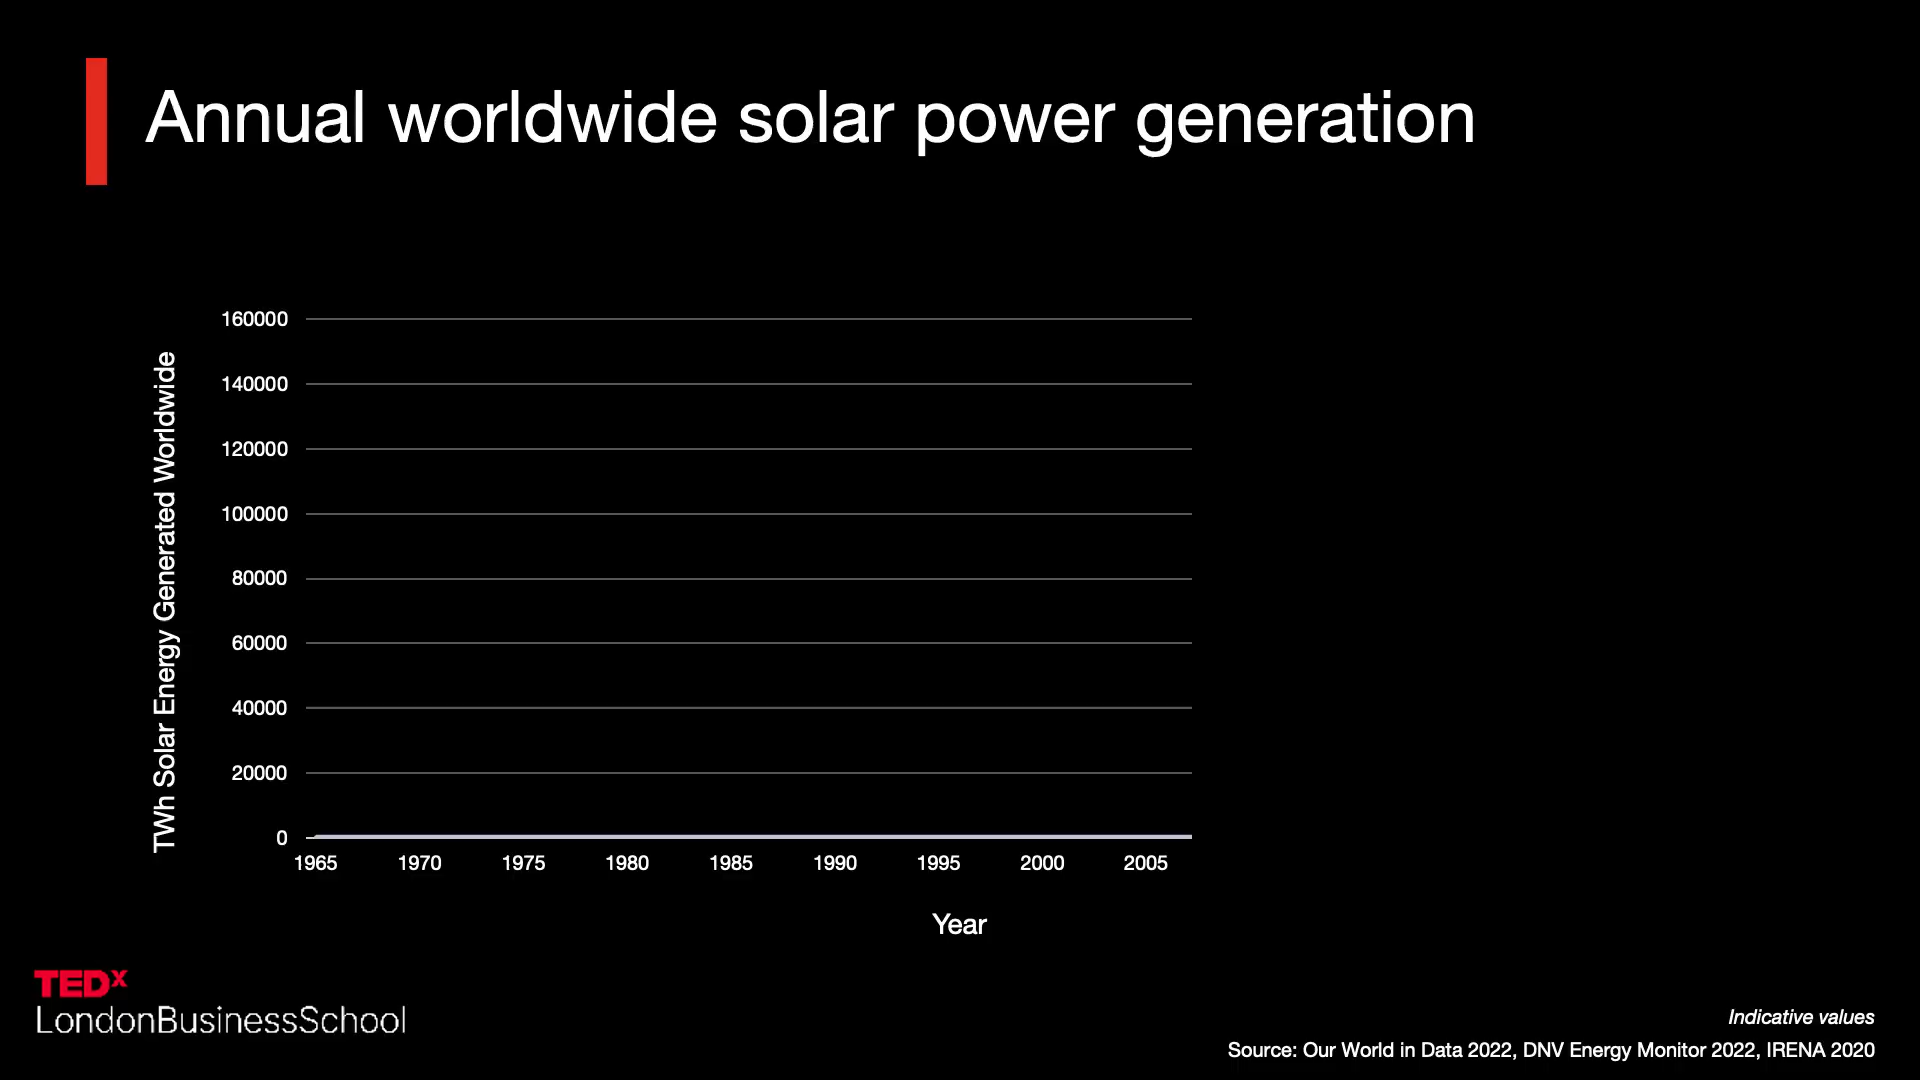 Annual worldwide solar power generation
TWh Solar Energy Generated Worldwide
160000
140000
120000
100000
80000
60000
40000
20000
0
1965 1970 1975 1980 1985 1990 1995 2000 2005
Year
TEDx
LondonBusinessSchool
Indicative values
Source: Our World in Data 2022, DNV Energy Monitor 2022, IRENA 2020